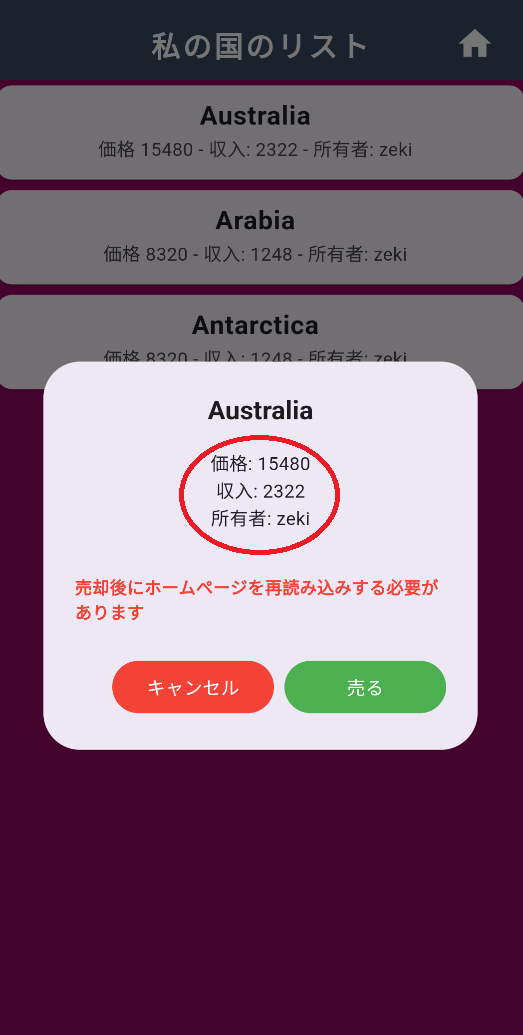 私の国のリスト
Australia
価格 15480 - 収入: 2322 - 所有者: zeki
Arabia
価格 8320 - 収入: 1248 - 所有者: zeki
Antarctica
価格 8320 - 収入: 1248 - 所有者: zeki
Australia
価格: 15480
収入: 2322
所有者: zeki
売却後にホームページを再読み込みする必要が
あります
キャンセル
売る